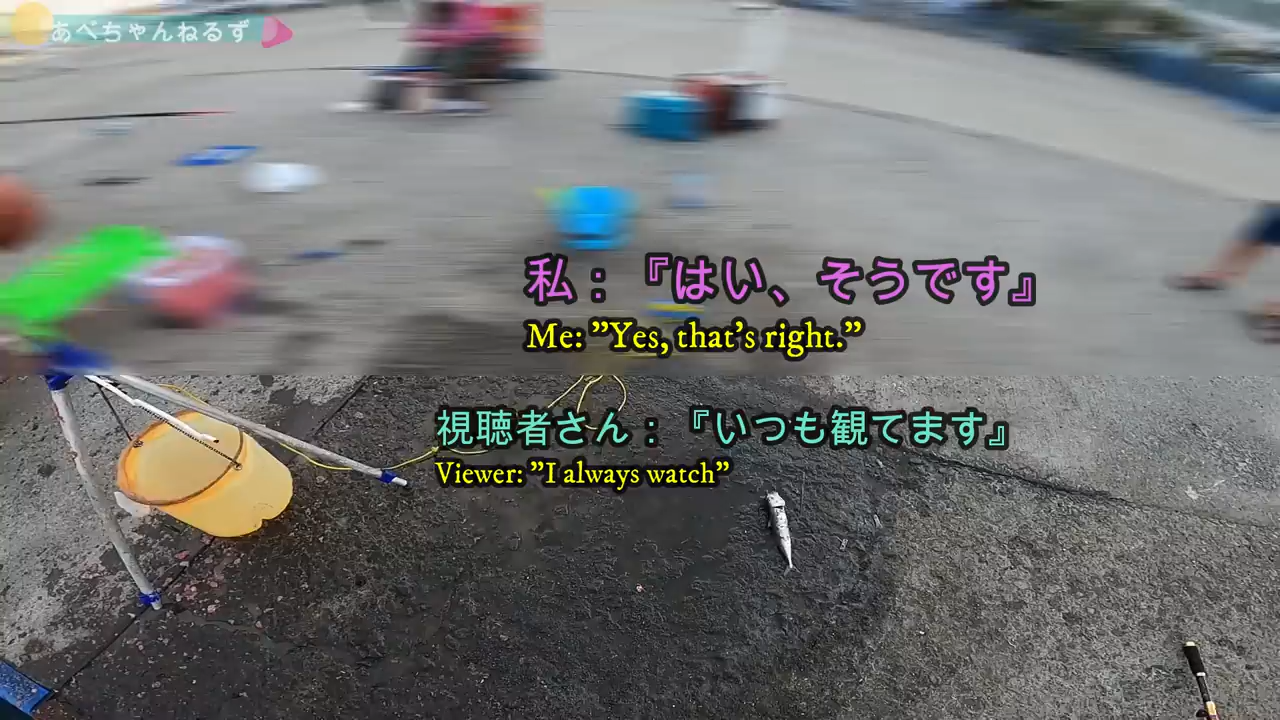 あべちゃんねるず
私：『はい、そうです』
Me: "Yes, that's right."
視聴者さん：『いつも観てます』
Viewer: "I always watch"